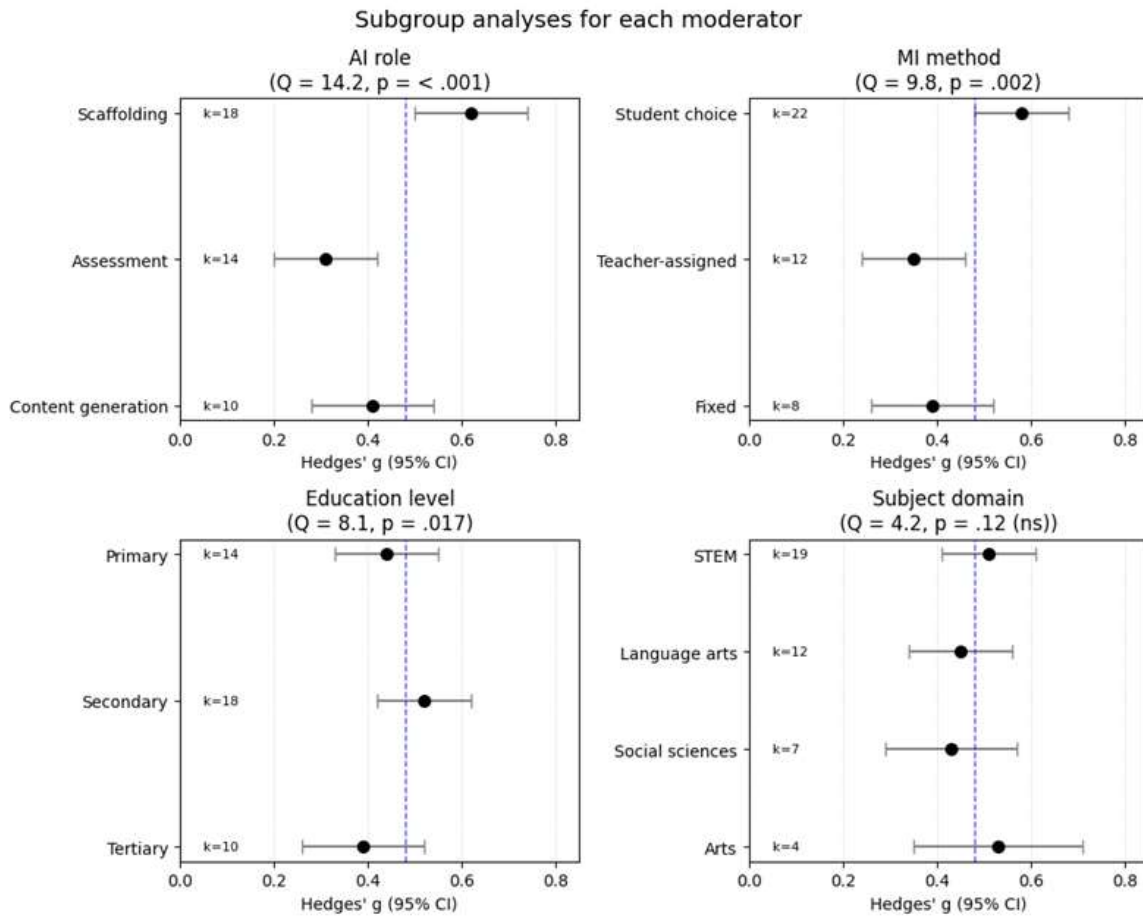 Subgroup analyses for each moderator
AI role
(Q = 14.2, p = < .001)
Scaffolding
k=18
Assessment
k=14
Content generation
k=10
0.0 0.2 0.4 0.6 0.8
Hedges' g (95% CI)
MI method
(Q = 9.8, p = .002)
Student choice
k=22
Teacher-assigned
k=12
Fixed
k=8
0.0 0.2 0.4 0.6 0.8
Hedges' g (95% CI)
Education level
(Q = 8.1, p = .017)
Primary
k=14
Secondary
k=18
Tertiary
k=10
0.0 0.2 0.4 0.6 0.8
Hedges' g (95% CI)
Subject domain
(Q = 4.2, p = .12 (ns))
STEM
k=19
Language arts
k=12
Social sciences
k=7
Arts
k=4
0.0 0.2 0.4 0.6 0.8
Hedges' g (95% CI)